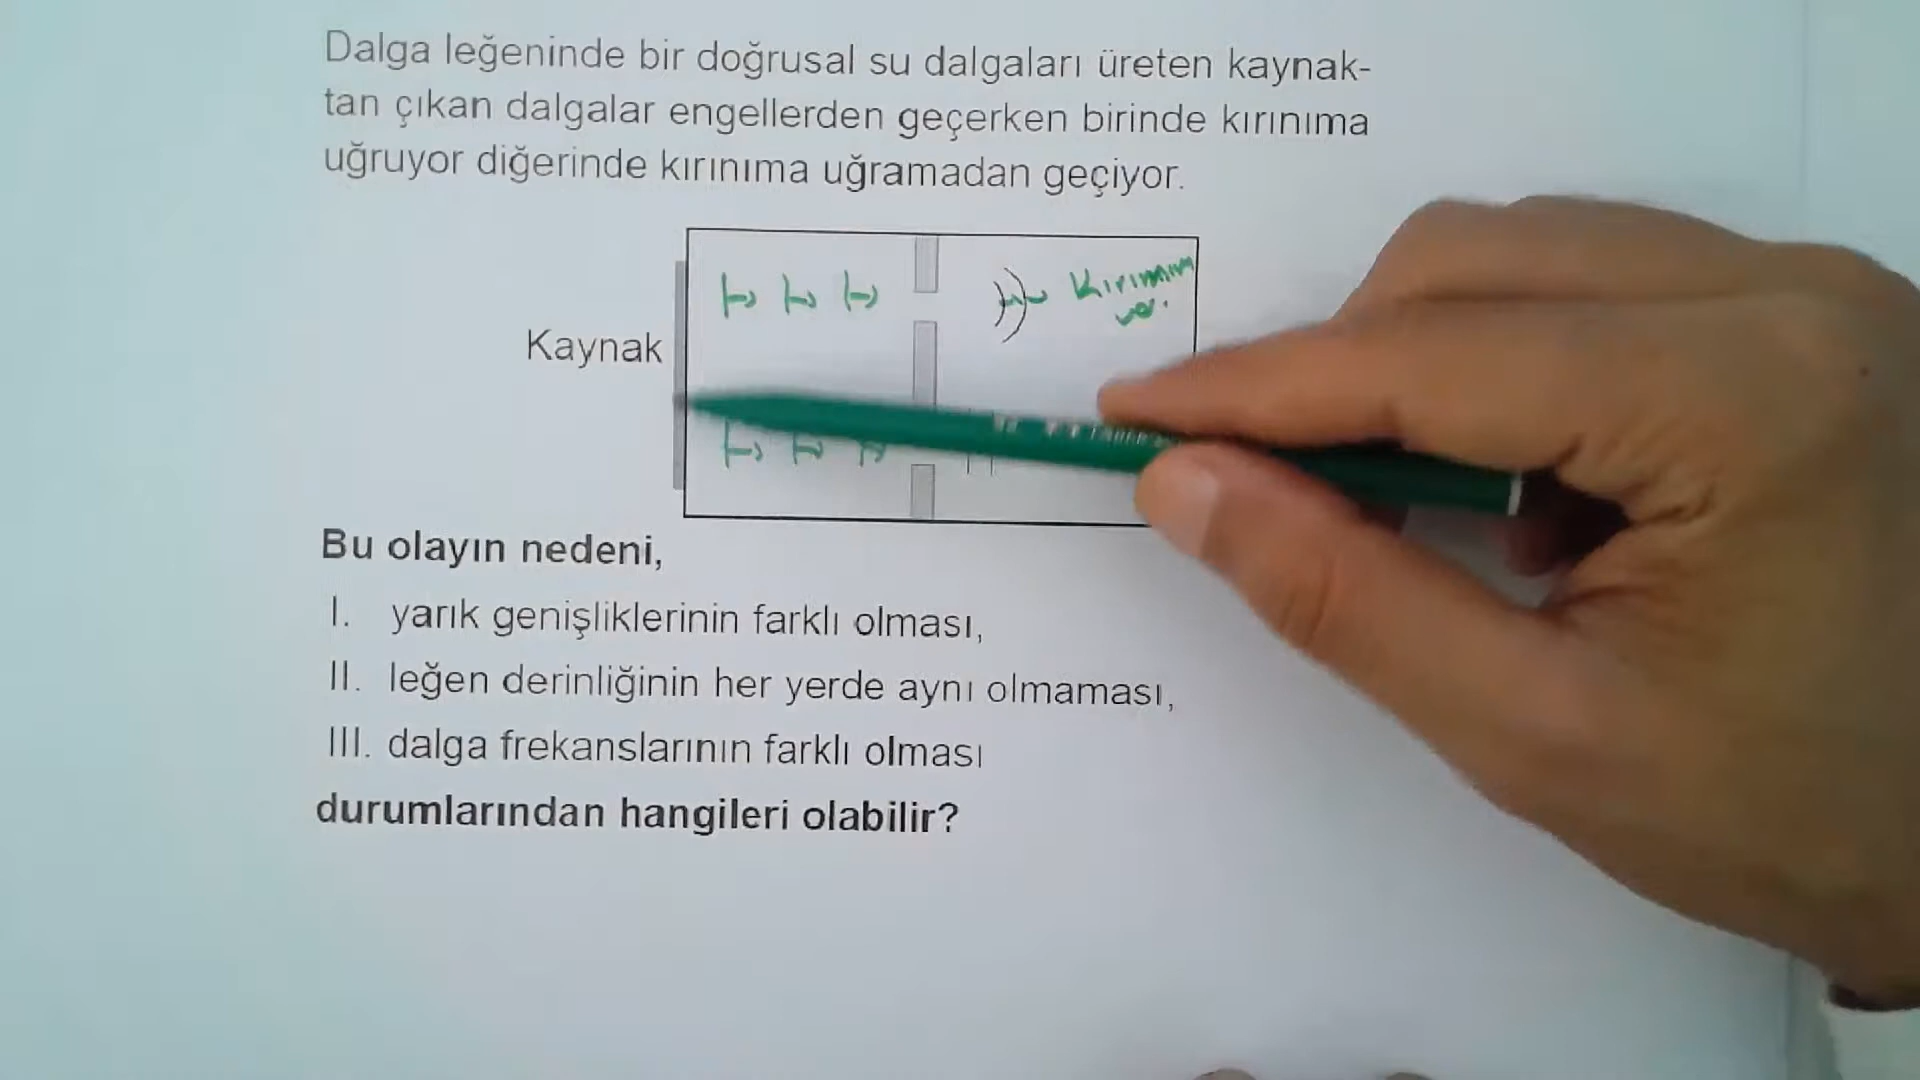 Dalga leğeninde bir doğrusal su dalgaları üreten kaynak-
tan çıkan dalgalar engellerden geçerken birinde kırınıma
uğruyor diğerinde kırınıma uğramadan geçiyor.
Kırınım
var.
Kaynak
Bu olayın nedeni,
I. yarık genişliklerinin farklı olması,
II. leğen derinliğinin her yerde aynı olmaması,
III. dalga frekanslarının farklı olması
durumlarından hangileri olabilir?